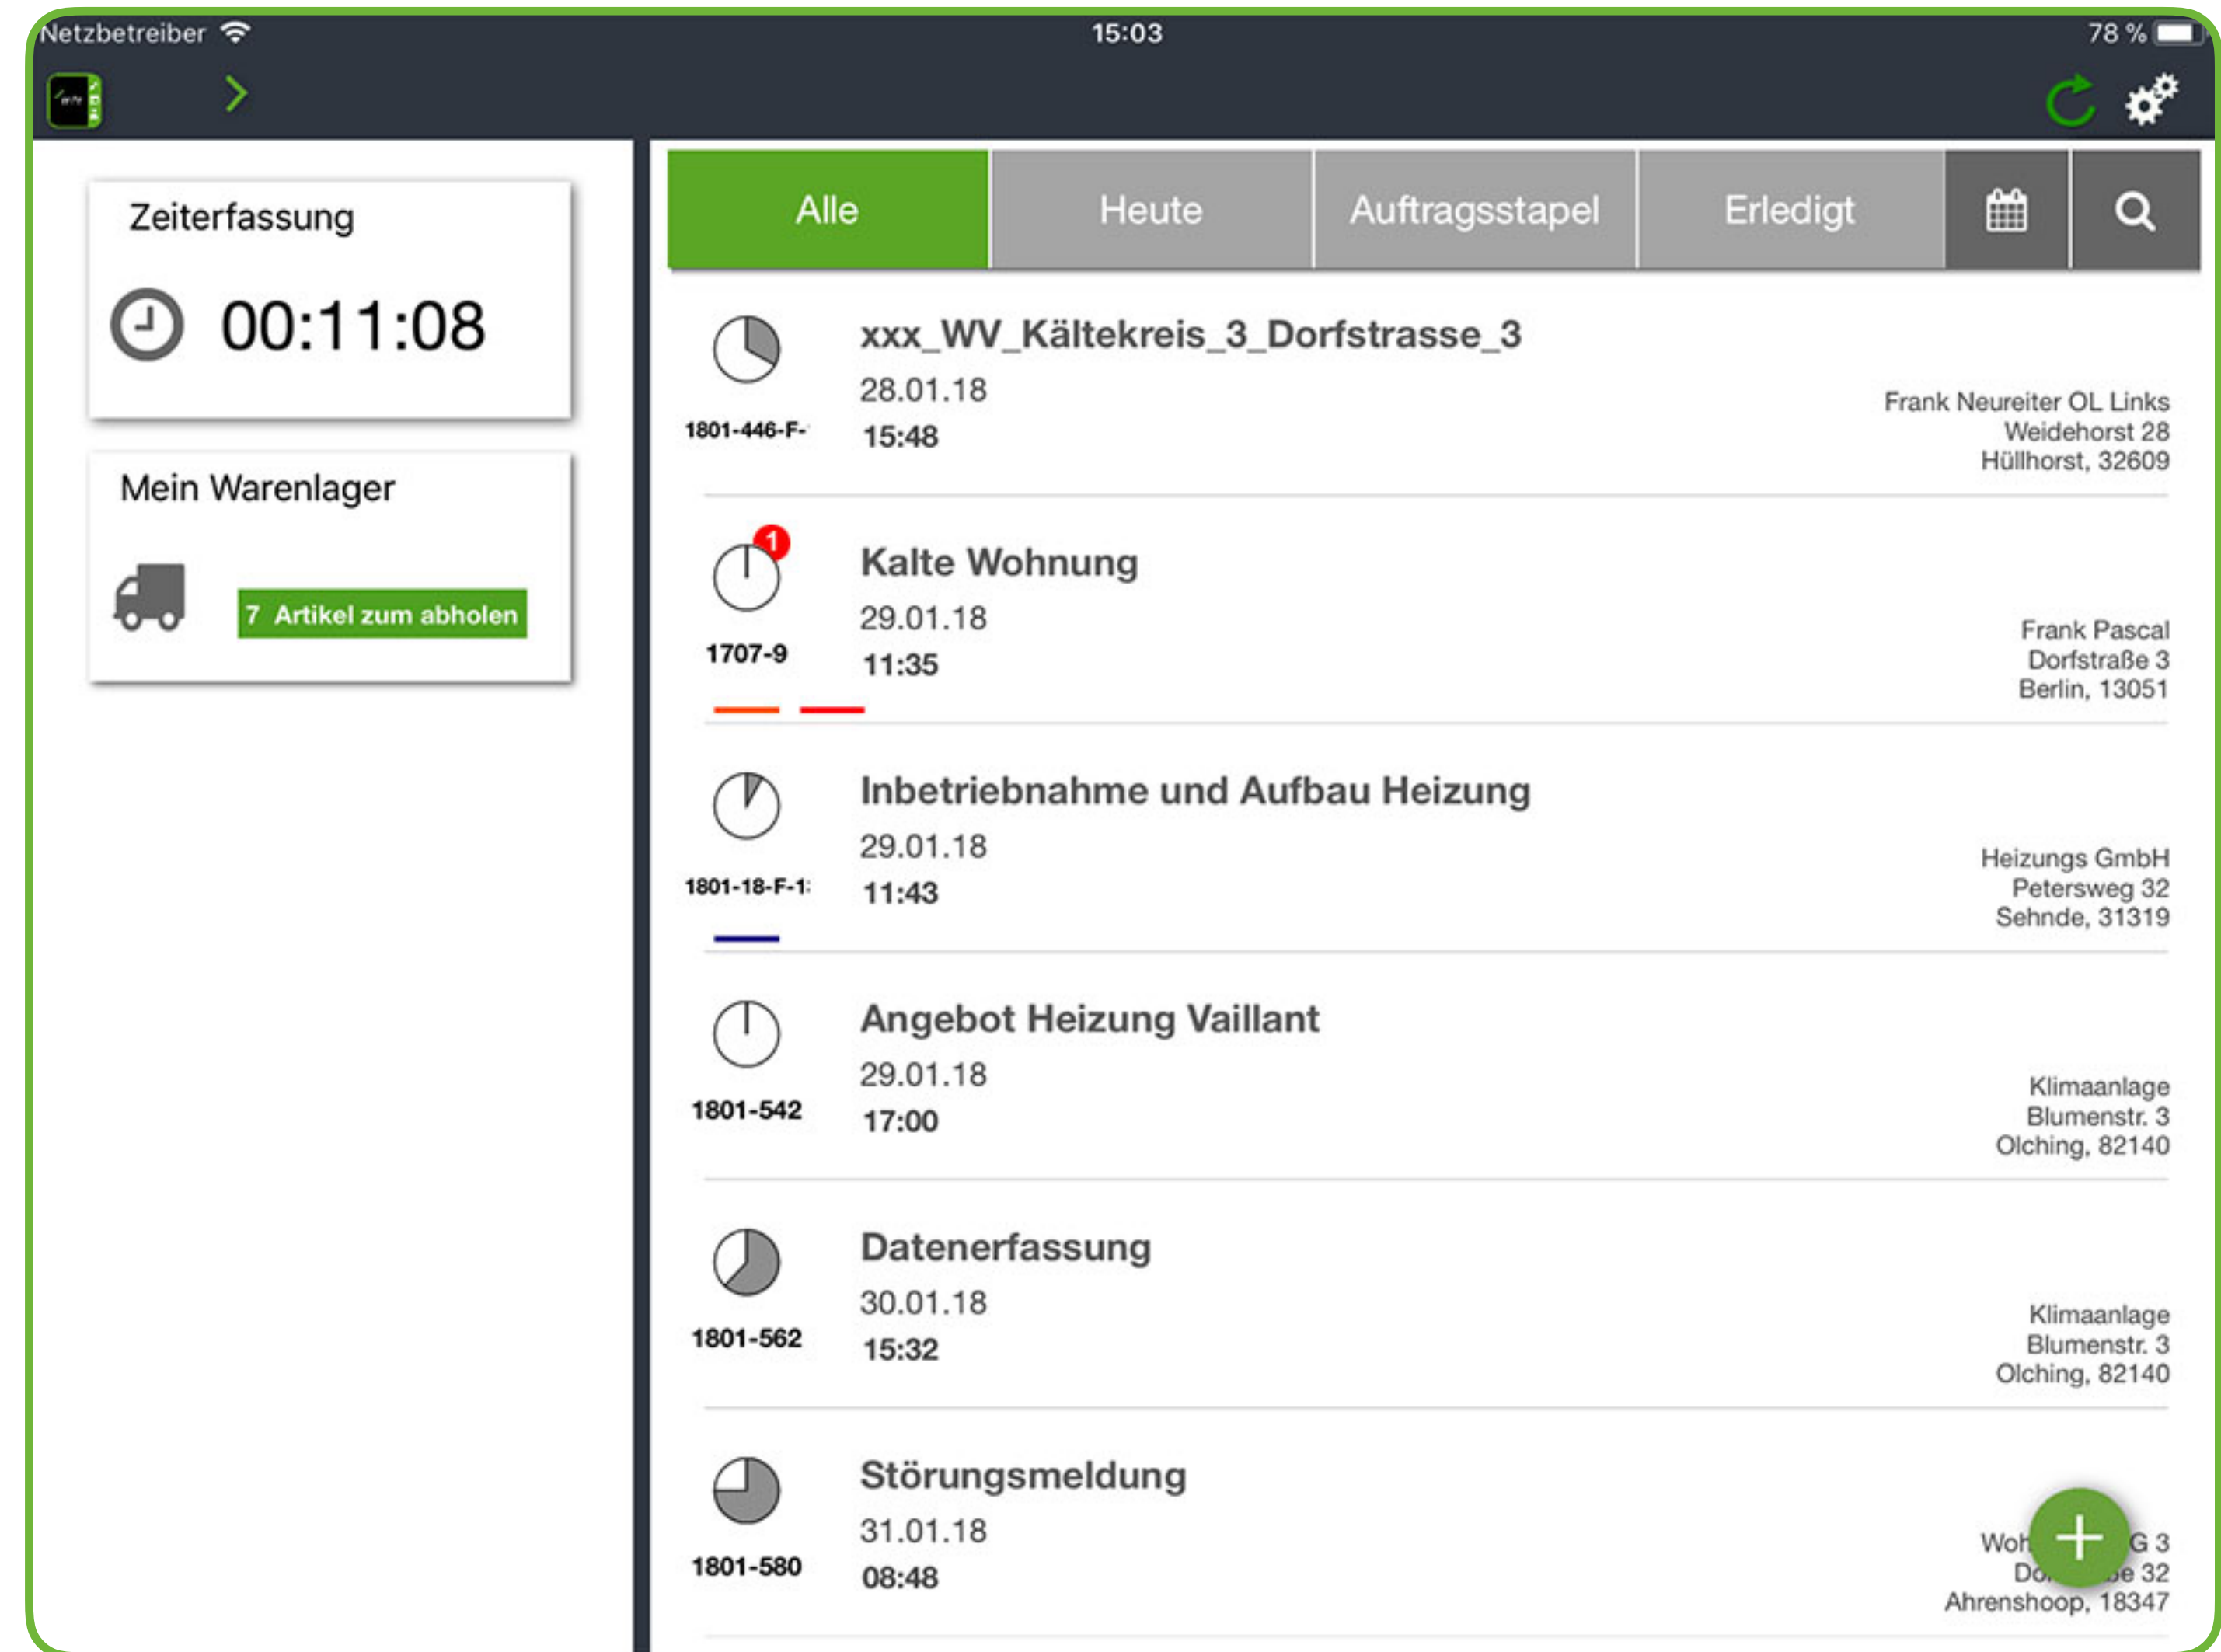 Netzbetreiber
15:03
78 %
Zeiterfassung
00:11:08
Mein Warenlager
7 Artikel zum abholen
Alle
Heute
Auftragsstapel
Erledigt
xxx_WV_Kältekreis_3_Dorfstrasse_3
28.01.18
1801-446-F-
15:48
Frank Neureiter OL Links
Weidehorst 28
Hüllhorst, 32609
1
Kalte Wohnung
29.01.18
1707-9
11:35
Frank Pascal
Dorfstraße 3
Berlin, 13051
Inbetriebnahme und Aufbau Heizung
29.01.18
1801-18-F-1
11:43
Heizungs GmbH
Petersweg 32
Sehnde, 31319
Angebot Heizung Vaillant
29.01.18
1801-542
17:00
Klimaanlage
Blumenstr. 3
Olching, 82140
Datenerfassung
30.01.18
1801-562
15:32
Klimaanlage
Blumenstr. 3
Olching, 82140
Störungsmeldung
31.01.18
1801-580
08:48
3
32
Ahrenshoop, 18347